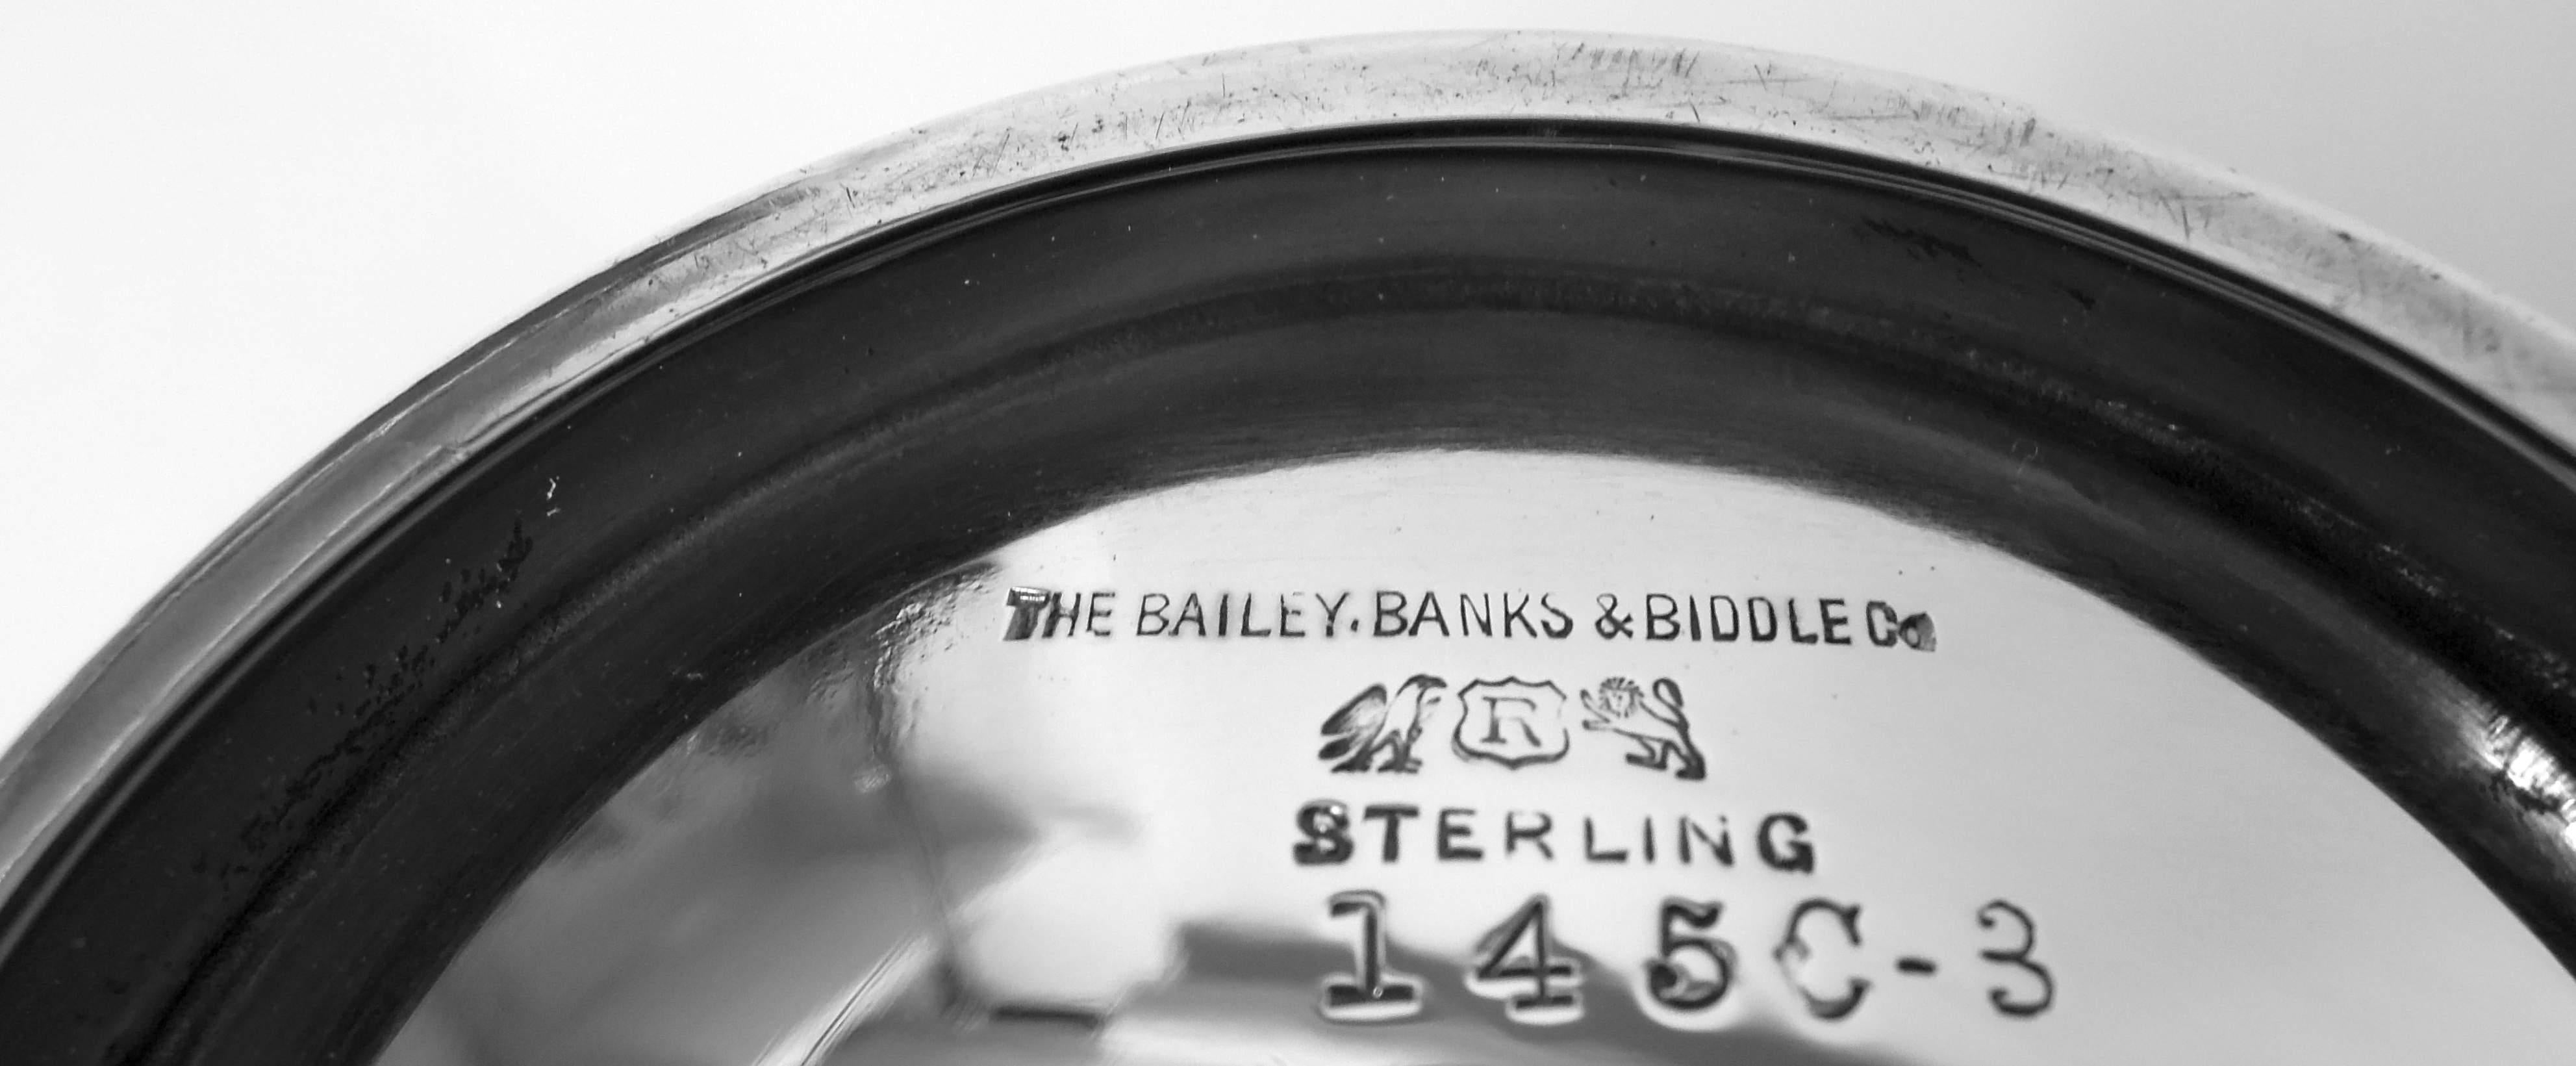 THE BAILEY. BANKS & BIDDLE Co
R
STERLING
145C-3